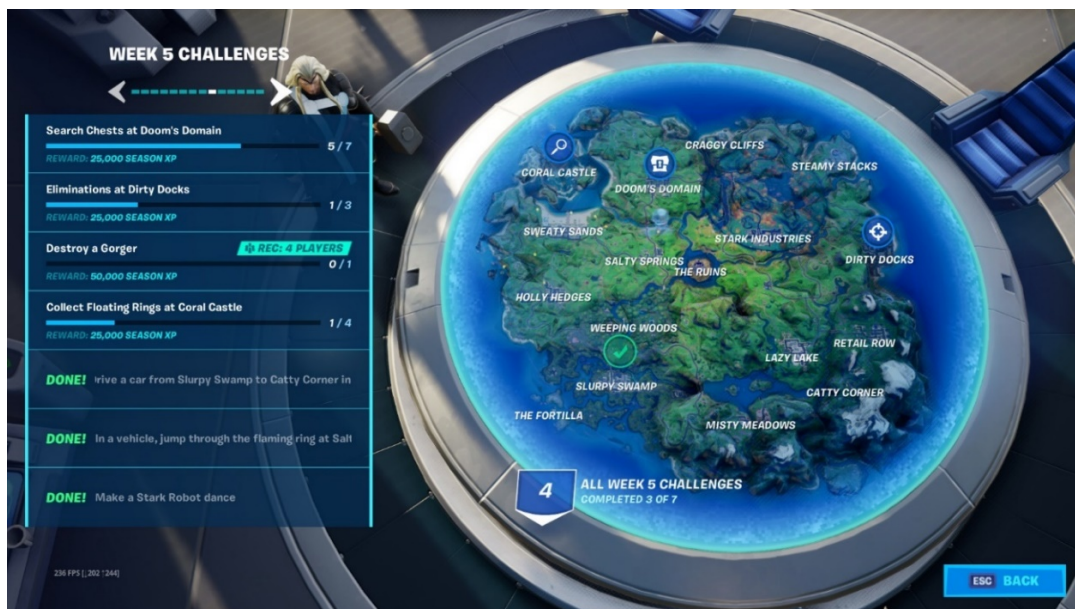 WEEK 5 CHALLENGES
Search Chests at Doom's Domain
5/7
REWARD: 25,000 SEASON XP
Eliminations at Dirty Docks
1/3
REWARD: 25,000 SEASON XP
Destroy a Gorger
REC: 4 PLAYERS
0/1
REWARD: 50,000 SEASON XP
Collect Floating Rings at Coral Castle
1/4
REWARD: 25,000 SEASON XP
DONE! rive a car from Slurpy Swamp to Catty Corner in
DONE! In a vehicle, jump through the flaming ring at Salt
DONE! Make a Stark Robot dance
CRAGGY CLIFFS
CORAL CASTLE
STEAMY STACKS
DOOM'S DOMAIN
SWEATY SANDS
STARK INDUSTRIES
SALTY SPRINGS
DIRTY DOCKS
THE RUINS
HOLLY HEDGES
WEEPING WOODS
RETAIL ROW
LAZY LAKE
SLURPY SWAMP
CATTY CORNER
THE FORTILLA
MISTY MEADOWS
4
ALL WEEK 5 CHALLENGES
COMPLETED 3 OF 7
236 FPS [↓202 ↑244]
ESC BACK